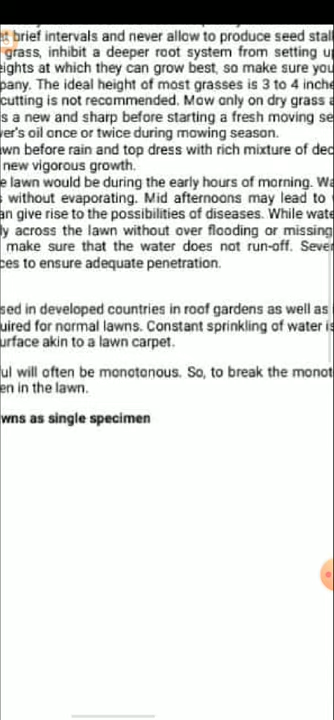 brief intervals and never allow to produce seed stal
grass, inhibit a deeper root system from setting u
eights at which they can grow best, so make sure you
pany. The ideal height of most grasses is 3 to 4 inche
cutting is not recommended. Mow only on dry grass
s a new and sharp before starting a fresh moving se
er's oil once or twice during mowing season.
wn before rain and top dress with rich mixture of dec
new vigorous growth.
e lawn would be during the early hours of morning. Wa
without evaporating. Mid afternoons may lead to
an give rise to the possibilities of diseases. While wate
ly across the lawn without over flooding or missing
make sure that the water does not run-off. Sever
ces to ensure adequate penetration.
sed in developed countries in roof gardens as well as
uired for normal lawns. Constant sprinkling of water is
urface akin to a lawn carpet.
ul will often be monotonous. So, to break the monot
en in the lawn.
wns as single specimen